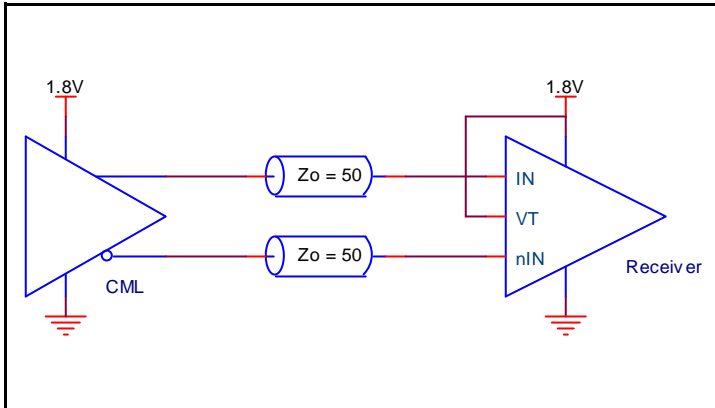 1.8V
1.8V
Zo = 50
IN
VT
Zo = 50
nIN
Receiver
CML